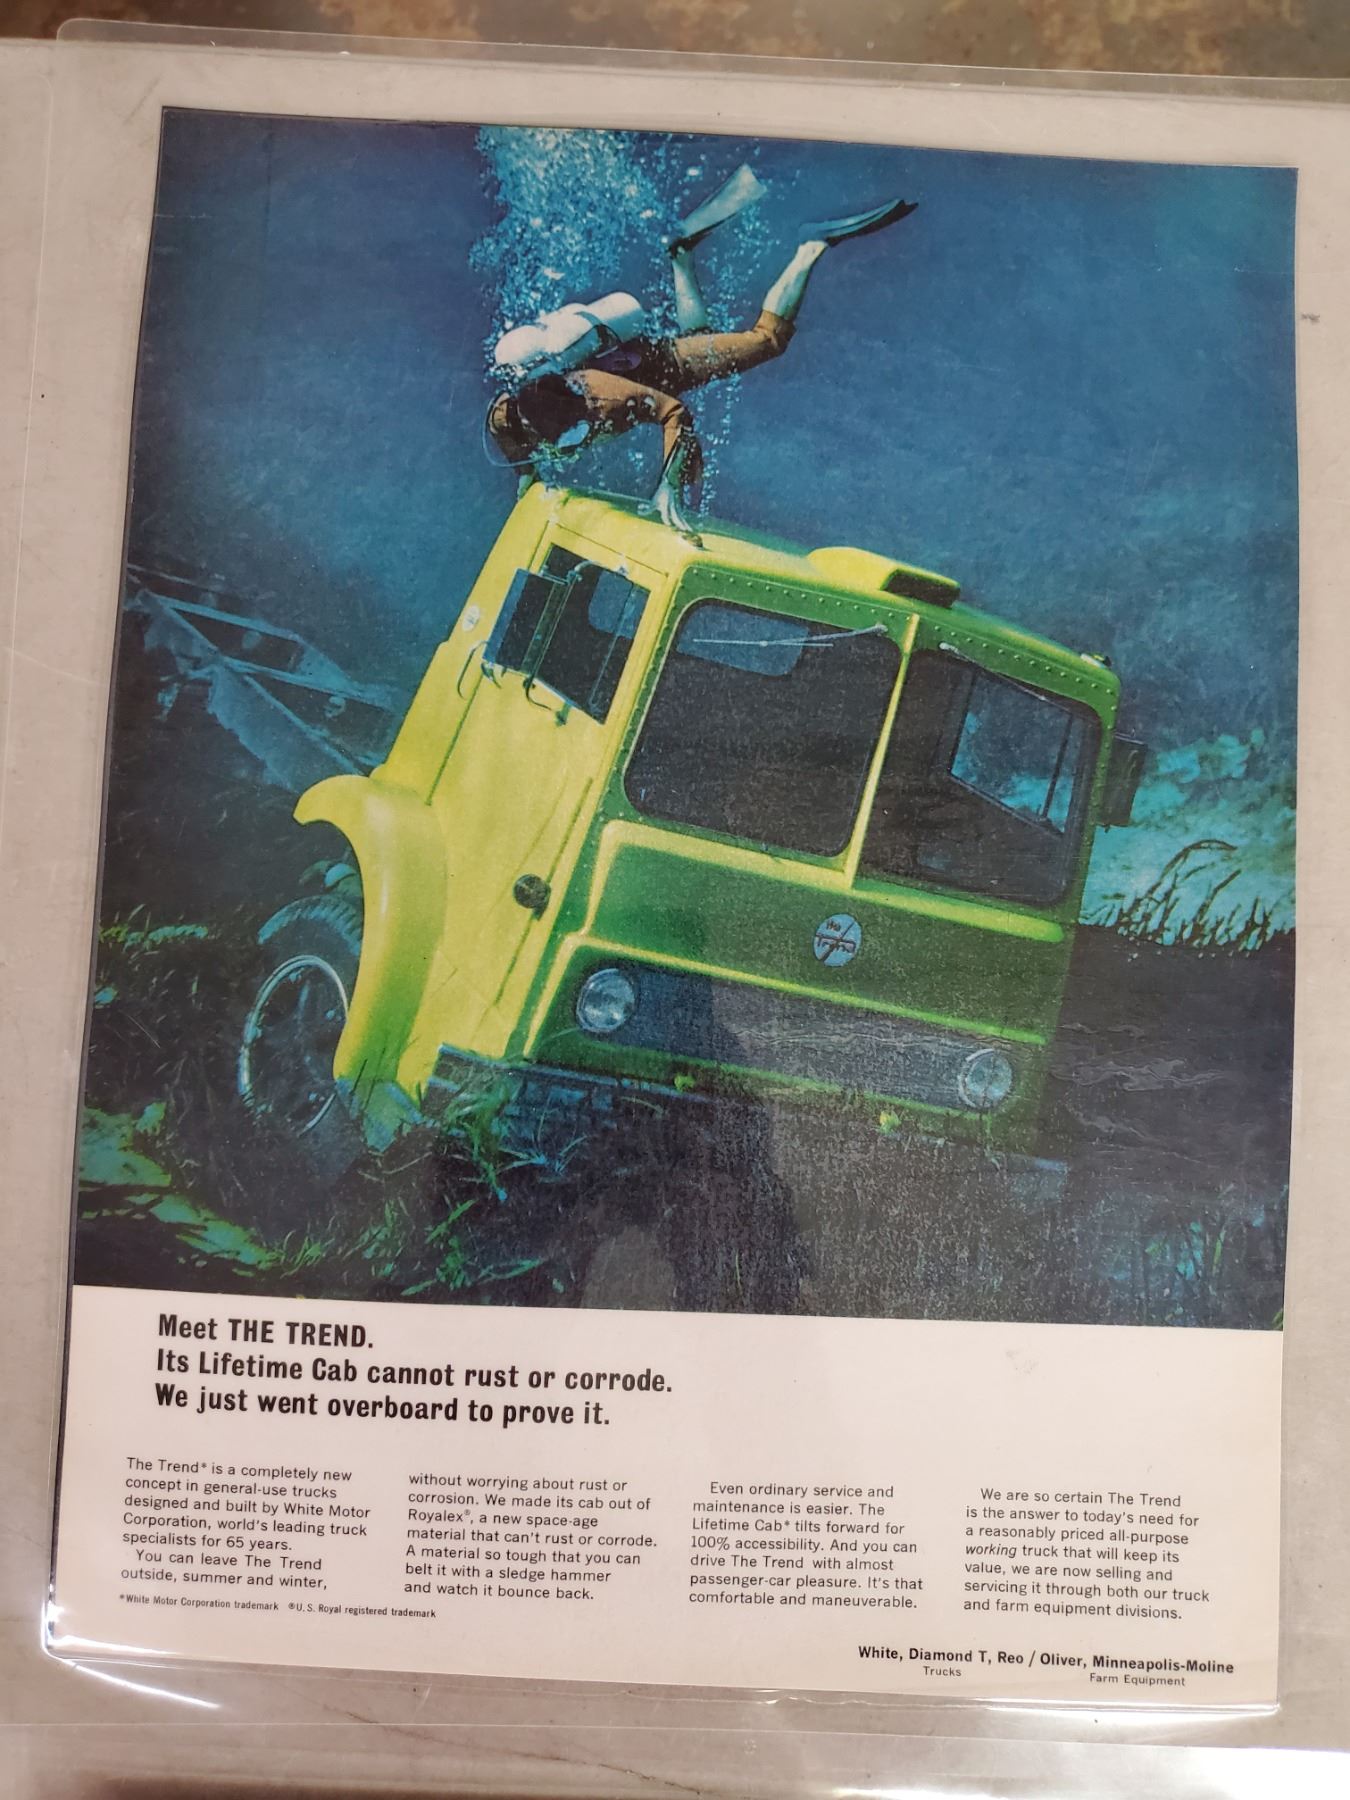 the
Trend
Meet THE TREND.
Its Lifetime Cab cannot rust or corrode.
We just went overboard to prove it.
The Trend* is a completely new
concept in general-use trucks
designed and built by White Motor
Corporation, world's leading truck
specialists for 65 years.
You can leave The Trend
outside, summer and winter,
without worrying about rust or
corrosion. We made its cab out of
Royalex®, a new space-age
material that can't rust or corrode.
A material so tough that you can
belt it with a sledge hammer
and watch it bounce back.
Even ordinary service and
maintenance is easier. The
Lifetime Cab* tilts forward for
100% accessibility. And you can
drive The Trend with almost
passenger-car pleasure. It's that
comfortable and maneuverable.
We are so certain The Trend
is the answer to today's need for
a reasonably priced all-purpose
working truck that will keep its
value, we are now selling and
servicing it through both our truck
and farm equipment divisions.
*White Motor Corporation trademark ®U.S. Royal registered trademark
White, Diamond T, Reo / Oliver, Minneapolis-Moline
Trucks Farm Equipment